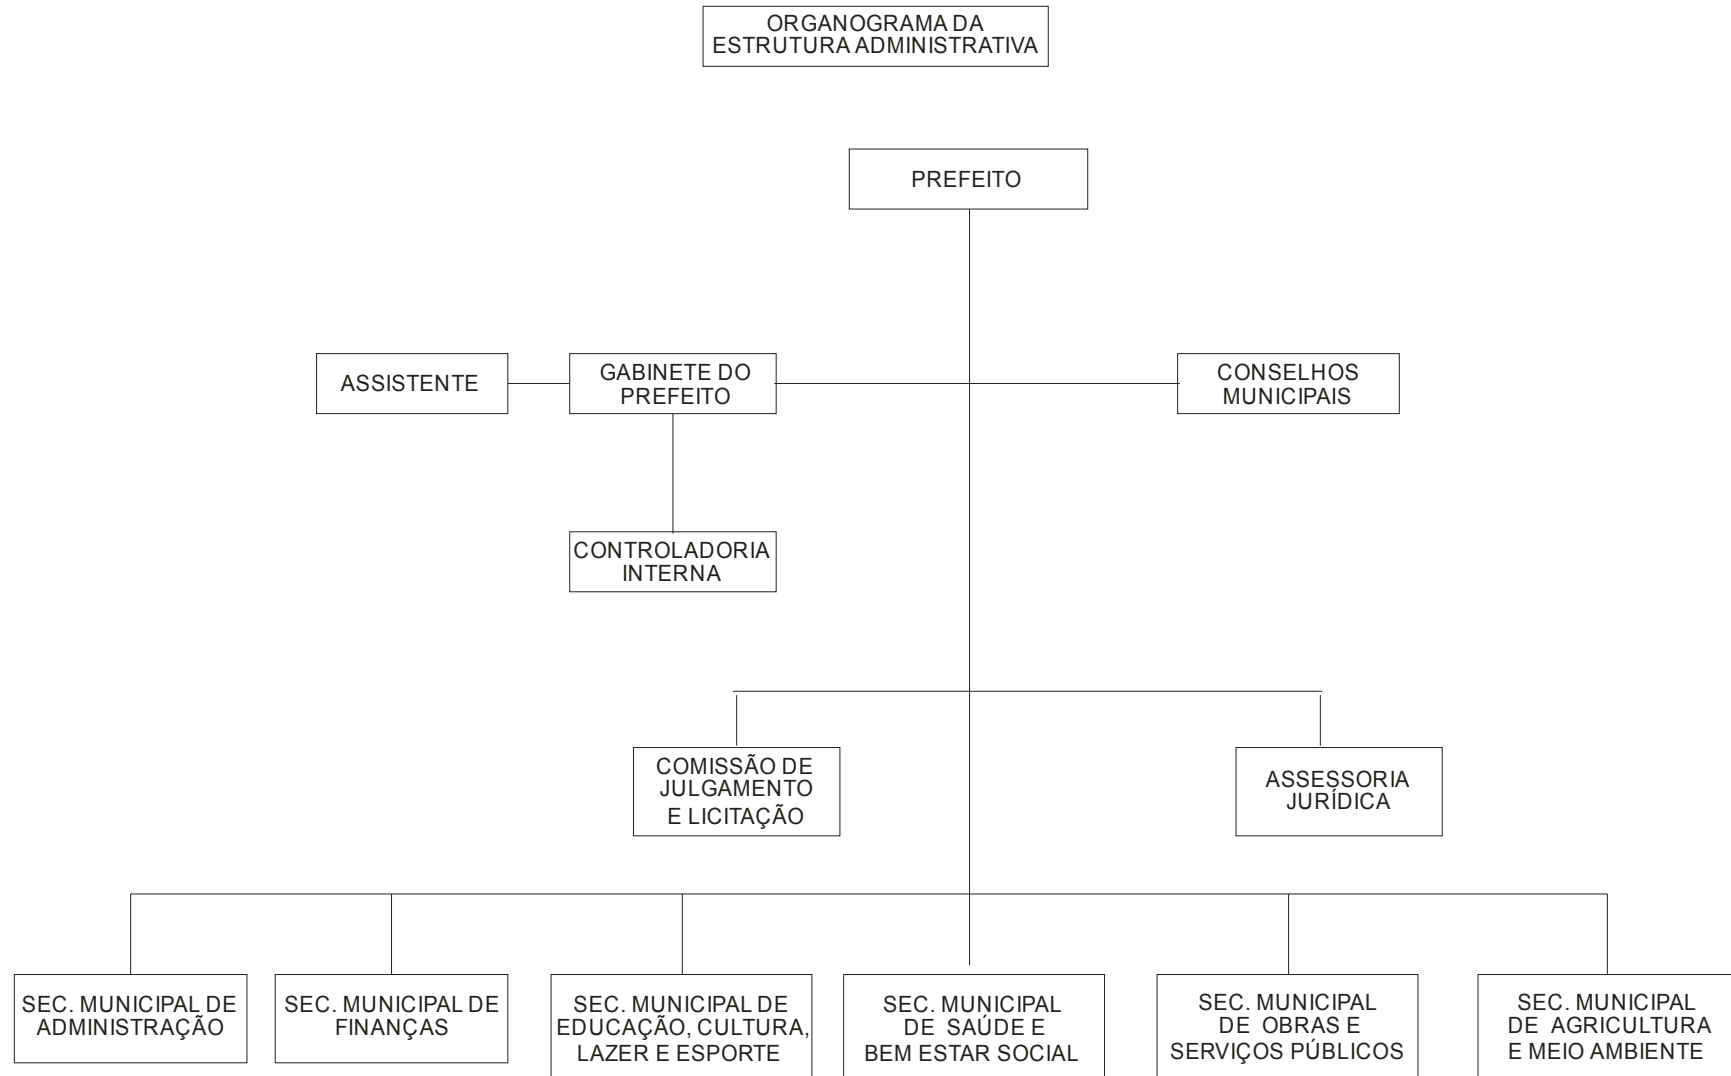 ORGANOGRAMA DA
ESTRUTURA ADMINISTRATIVA
PREFEITO
ASSISTENTE
GABINETE DO
PREFEITO
CONSELHOS
MUNICIPAIS
CONTROLADORIA
INTERNA
COMISSÃO DE
JULGAMENTO
E LICITAÇÃO
ASSESSORIA
JURÍDICA
SEC. MUNICIPAL DE
ADMINISTRAÇÃO
SEC. MUNICIPAL DE
FINANÇAS
SEC. MUNICIPAL DE
EDUCAÇÃO, CULTURA,
LAZER E ESPORTE
SEC. MUNICIPAL
DE SAÚDE E
BEM ESTAR SOCIAL
SEC. MUNICIPAL
DE OBRAS E
SERVIÇOS PÚBLICOS
SEC. MUNICIPAL
DE AGRICULTURA
E MEIO AMBIENTE